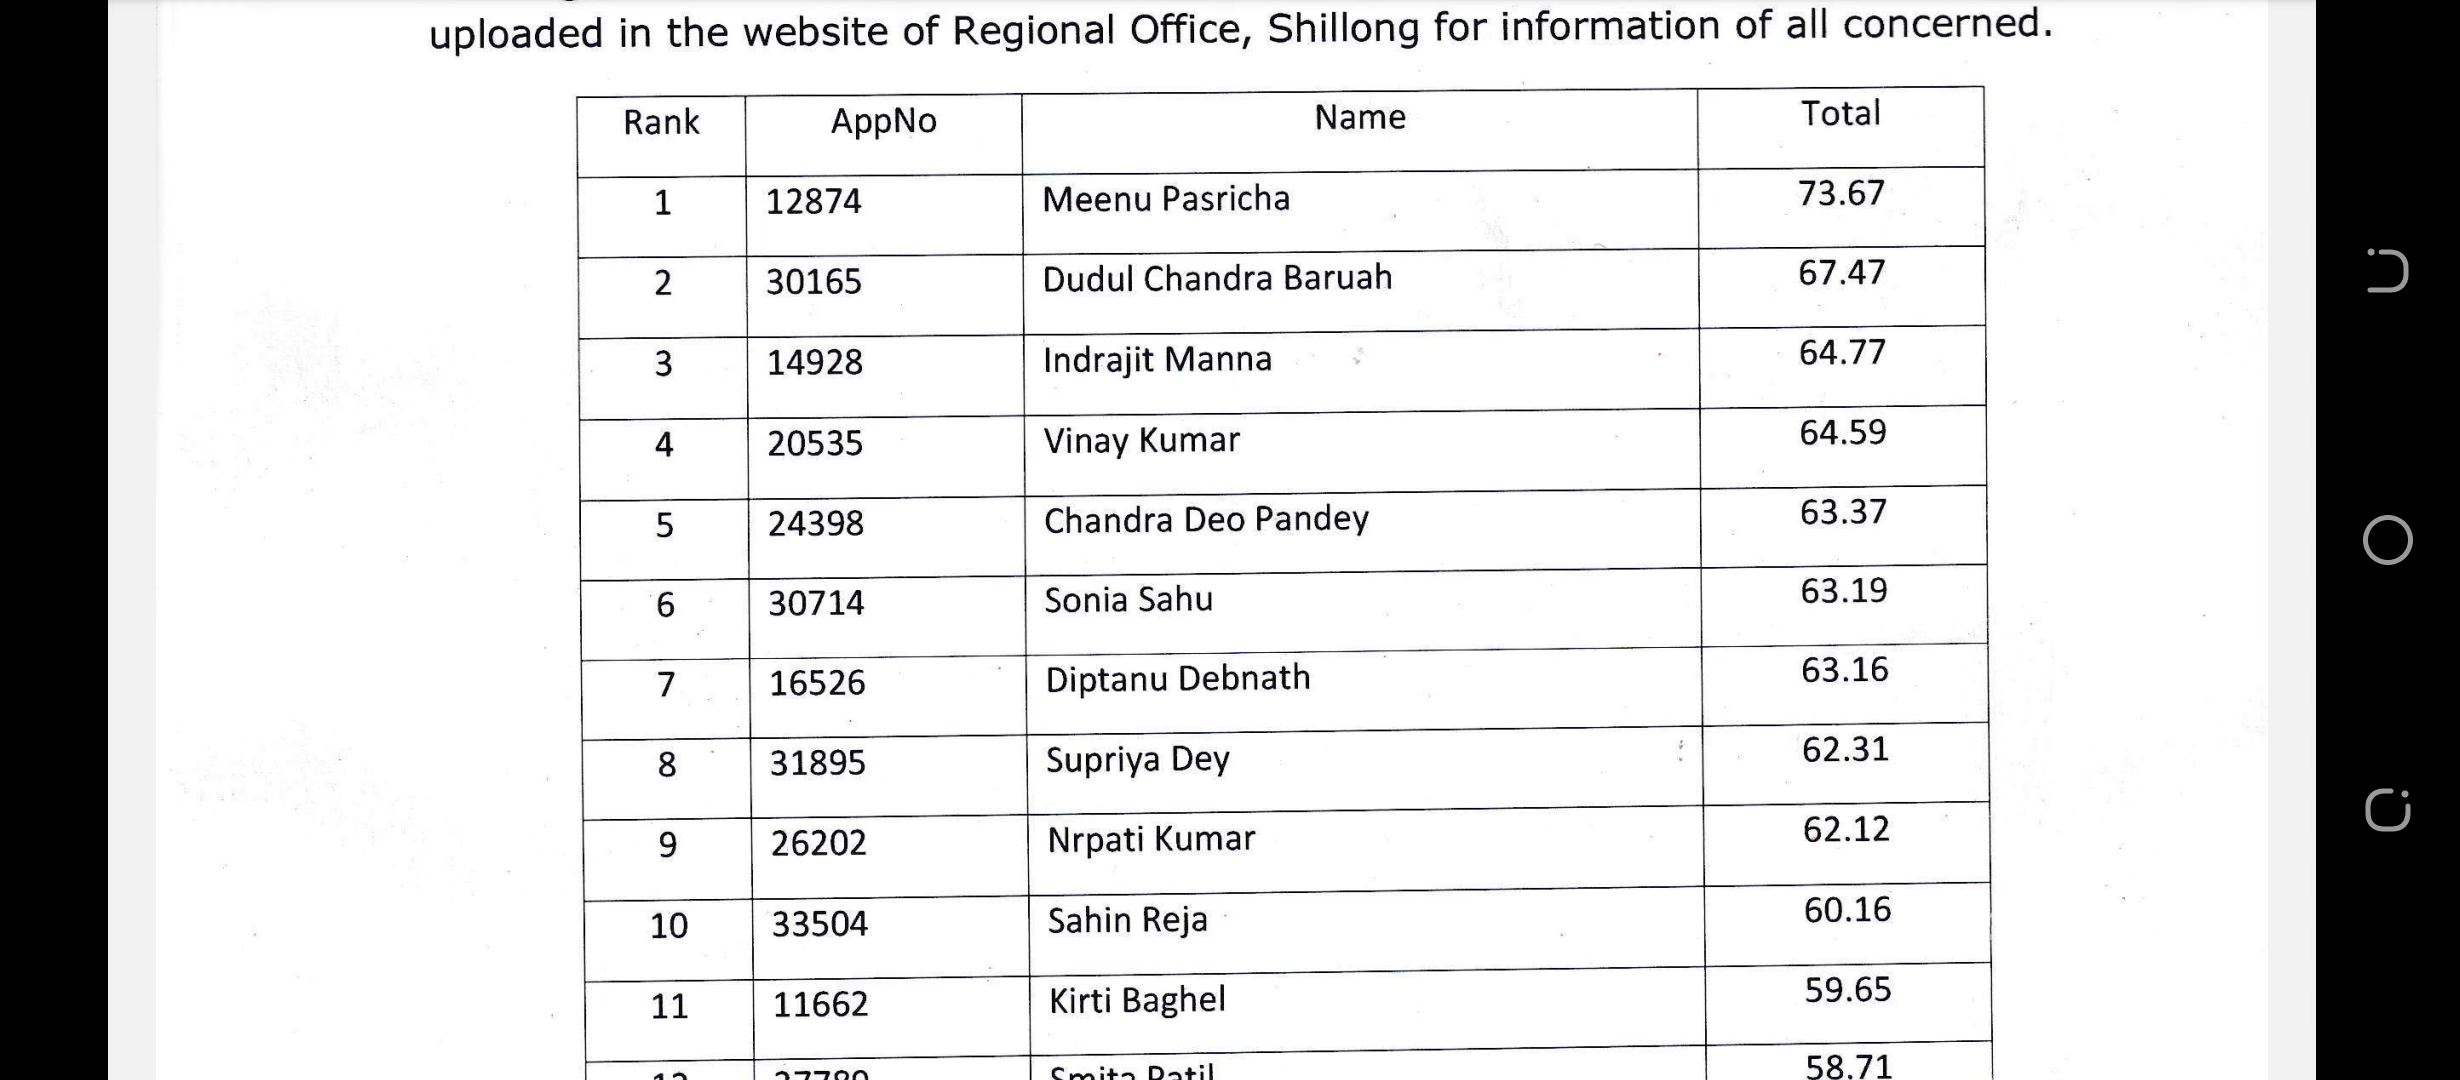 uploaded in the website of Regional Office, Shillong for information of all concerned.
Rank AppNo Name Total
1 12874 Meenu Pasricha 73.67
2 30165 Dudul Chandra Baruah 67.47
3 14928 Indrajit Manna 64.77
4 20535 Vinay Kumar 64.59
5 24398 Chandra Deo Pandey 63.37
6 30714 Sonia Sahu 63.19
7 16526 Diptanu Debnath 63.16
8 31895 Supriya Dey 62.31
9 26202 Nrpati Kumar 62.12
10 33504 Sahin Reja 60.16
11 11662 Kirti Baghel 59.65
12 Smita Patil 58.71